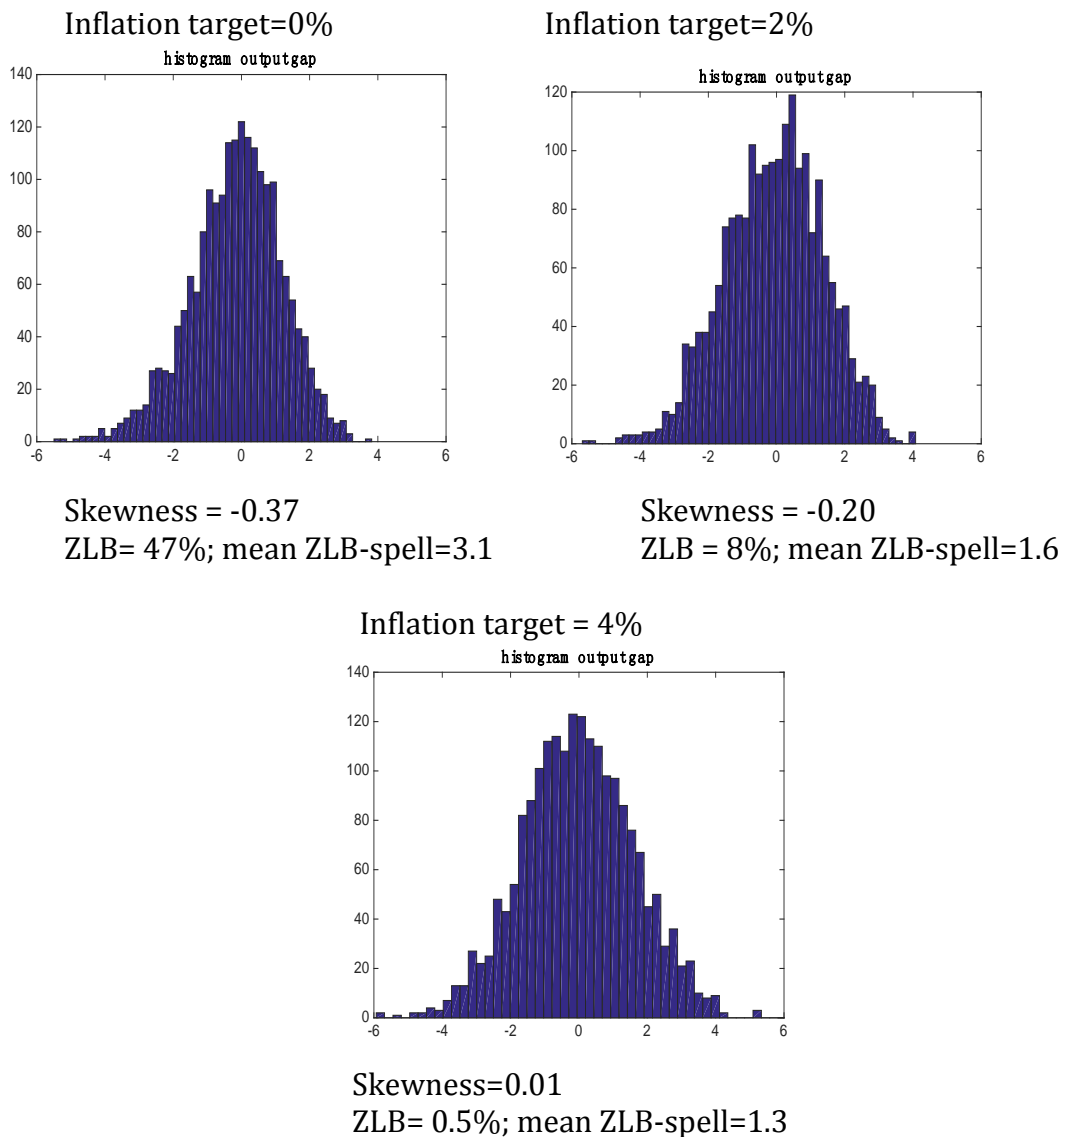 Inflation target=0%
histogram outputgap
140
120
100
80
60
40
20
0
-6 -4 -2 0 2 4 6
Skewness = -0.37
ZLB= 47%; mean ZLB-spell=3.1
Inflation target=2%
histogram outputgap
120
100
80
60
40
20
0
-6 -4 -2 0 2 4 6
Skewness = -0.20
ZLB = 8%; mean ZLB-spell=1.6
Inflation target = 4%
histogram outputgap
140
120
100
80
60
40
20
0
-6 -4 -2 0 2 4 6
Skewness=0.01
ZLB= 0.5%; mean ZLB-spell=1.3